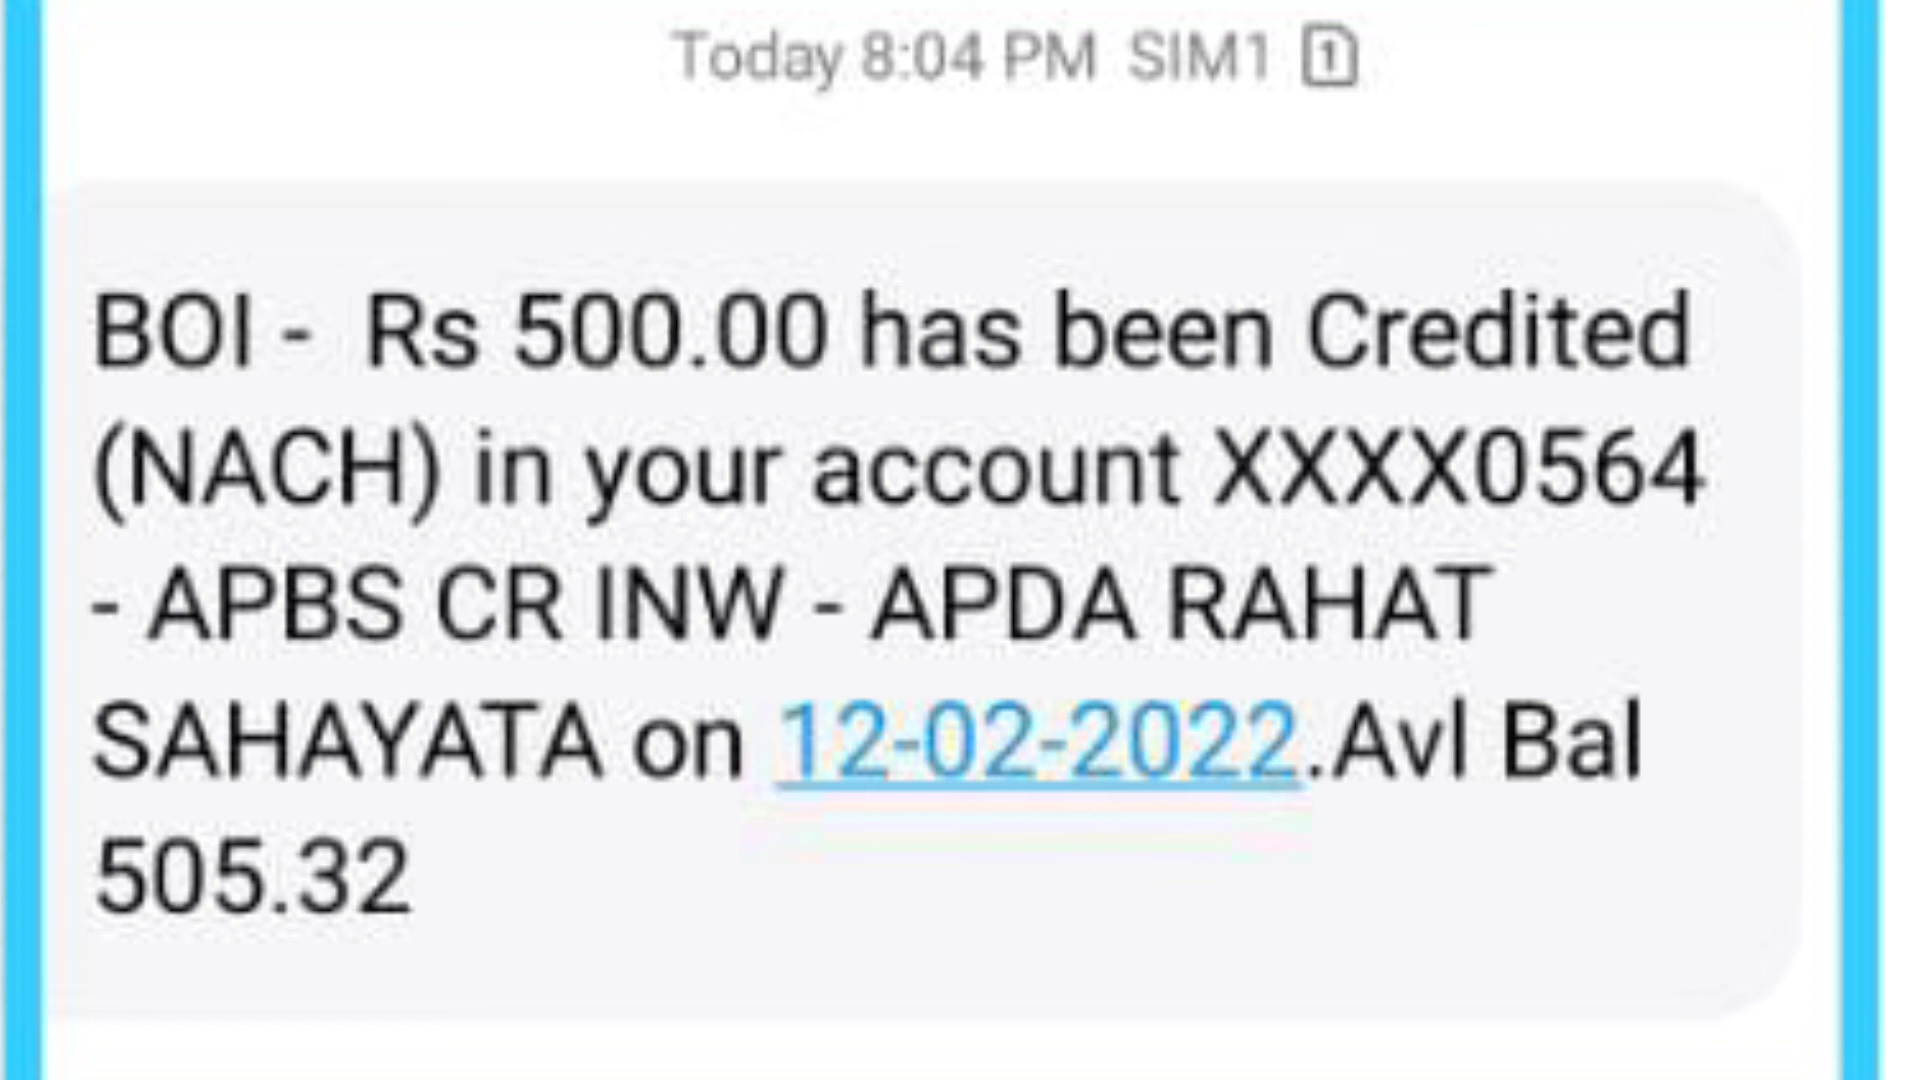 Today 8:04 PM SIM1 1
BOI - Rs 500.00 has been Credited
(NACH) in your account XXXX0564
- APBS CR INW - APDA RAHAT
SAHAYATA on 12-02-2022.Avl Bal
505.32